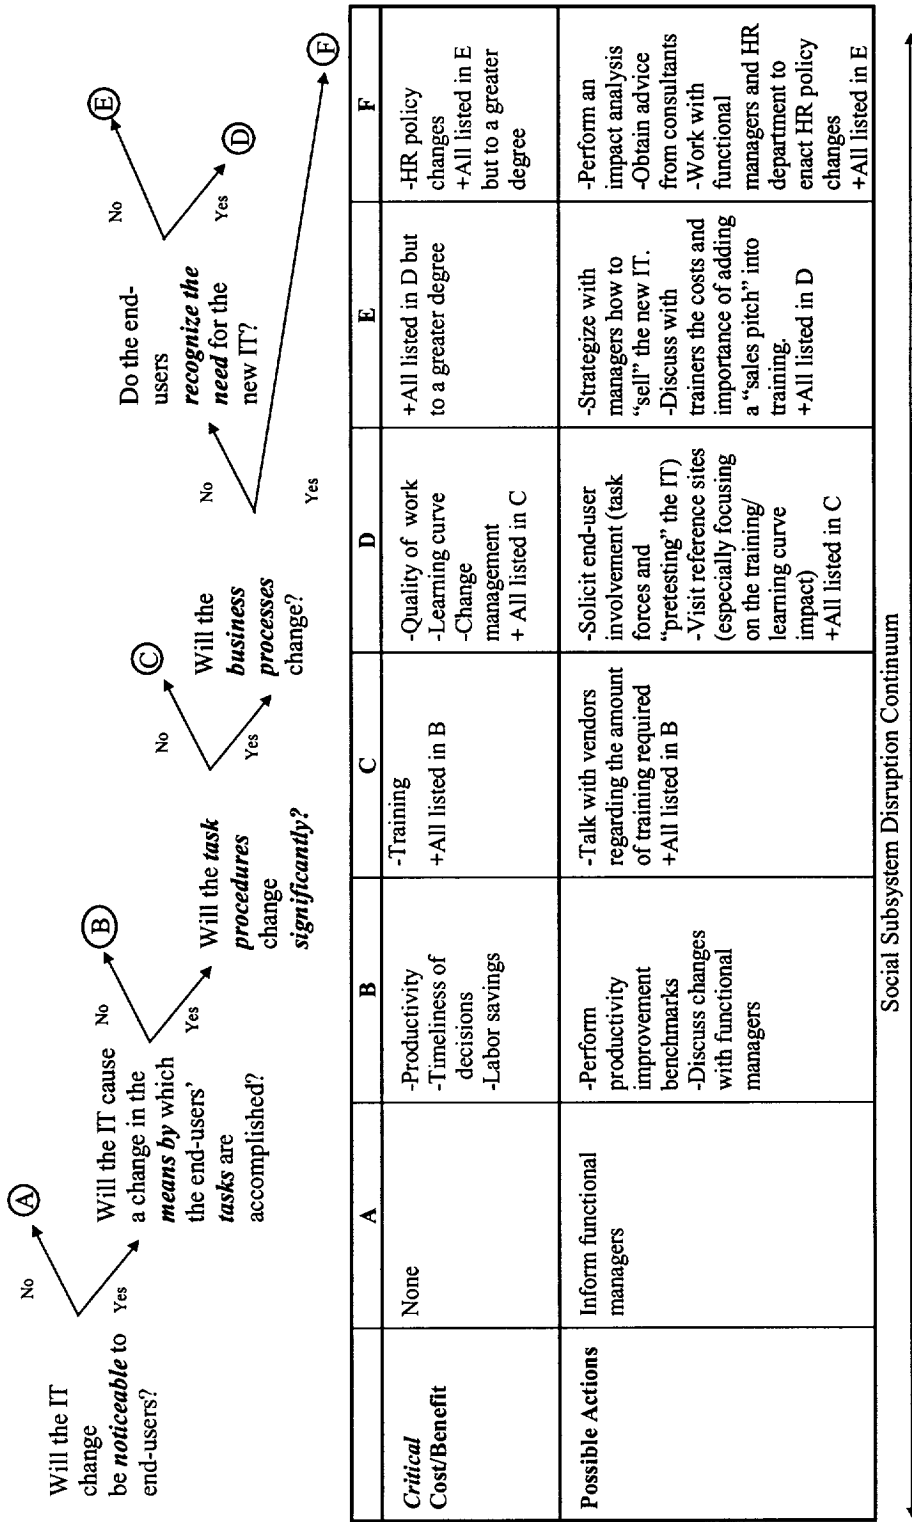 Will the IT
change
be noticeable to
end-users?
No
Yes
A
Will the IT cause
a change in the
means by which
the end-users'
tasks are
accomplished?
No
Yes
B
Will the task
procedures
change
significantly?
No
Yes
C
Will the
business
processes
change?
No
Yes
Do the end-
users
recognize the
need for the
new IT?
No
Yes
E
D
F
A
B
C
D
E
F
Critical
Cost/Benefit
None
-Productivity
-Timeliness of
decisions
-Labor savings
-Training
+All listed in B
-Quality of work
-Learning curve
-Change
management
+ All listed in C
+All listed in D but
to a greater degree
-HR policy
changes
+All listed in E
but to a greater
degree
Possible Actions
Inform functional
managers
-Perform
productivity
improvement
benchmarks
-Discuss changes
with functional
managers
-Talk with vendors
regarding the amount
of training required
+All listed in B
-Solicit end-user
involvement (task
forces and
"pretesting" the IT)
-Visit reference sites
(especially focusing
on the training/
learning curve
impact)
+All listed in C
-Strategize with
managers how to
"sell" the new IT.
-Discuss with
trainers the costs and
importance of adding
a "sales pitch" into
training.
+All listed in D
-Perform an
impact analysis
-Obtain advice
from consultants
-Work with
functional
managers and HR
department to
enact HR policy
changes
+All listed in E
Social Subsystem Disruption Continuum